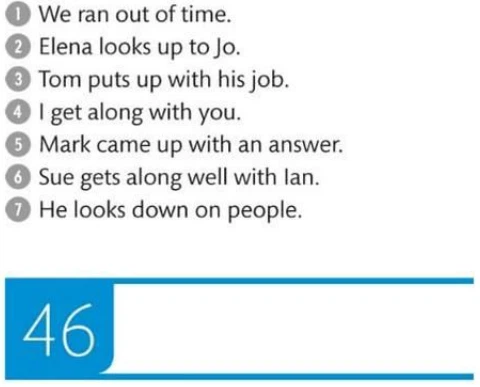 1 We ran out of time.
2 Elena looks up to Jo.
3 Tom puts up with his job.
4 I get along with you.
5 Mark came up with an answer.
6 Sue gets along well with Ian.
7 He looks down on people.
46